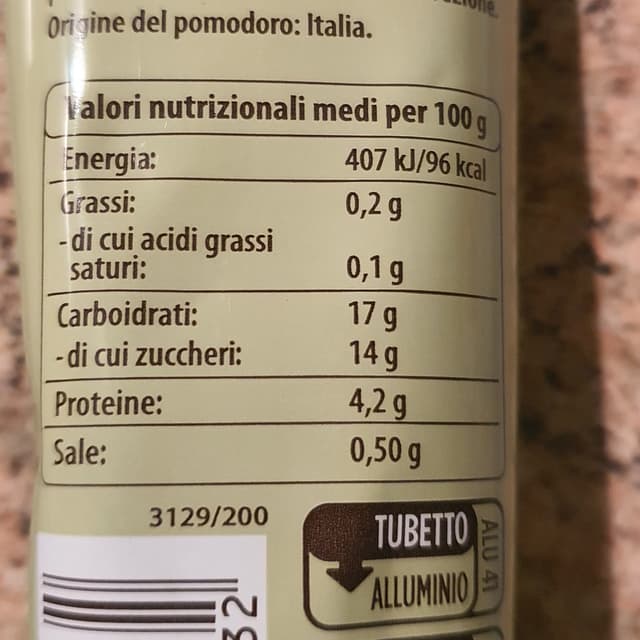 Origine del pomodoro: Italia.
Valori nutrizionali medi per 100 g
Energia: 407 kJ/96 kcal
Grassi: 0,2 g
-di cui acidi grassi
saturi: 0,1 g
Carboidrati: 17 g
-di cui zuccheri: 14 g
Proteine: 4,2 g
Sale: 0,50 g
3129/200
TUBETTO
ALLUMINIO
ALU 41
32